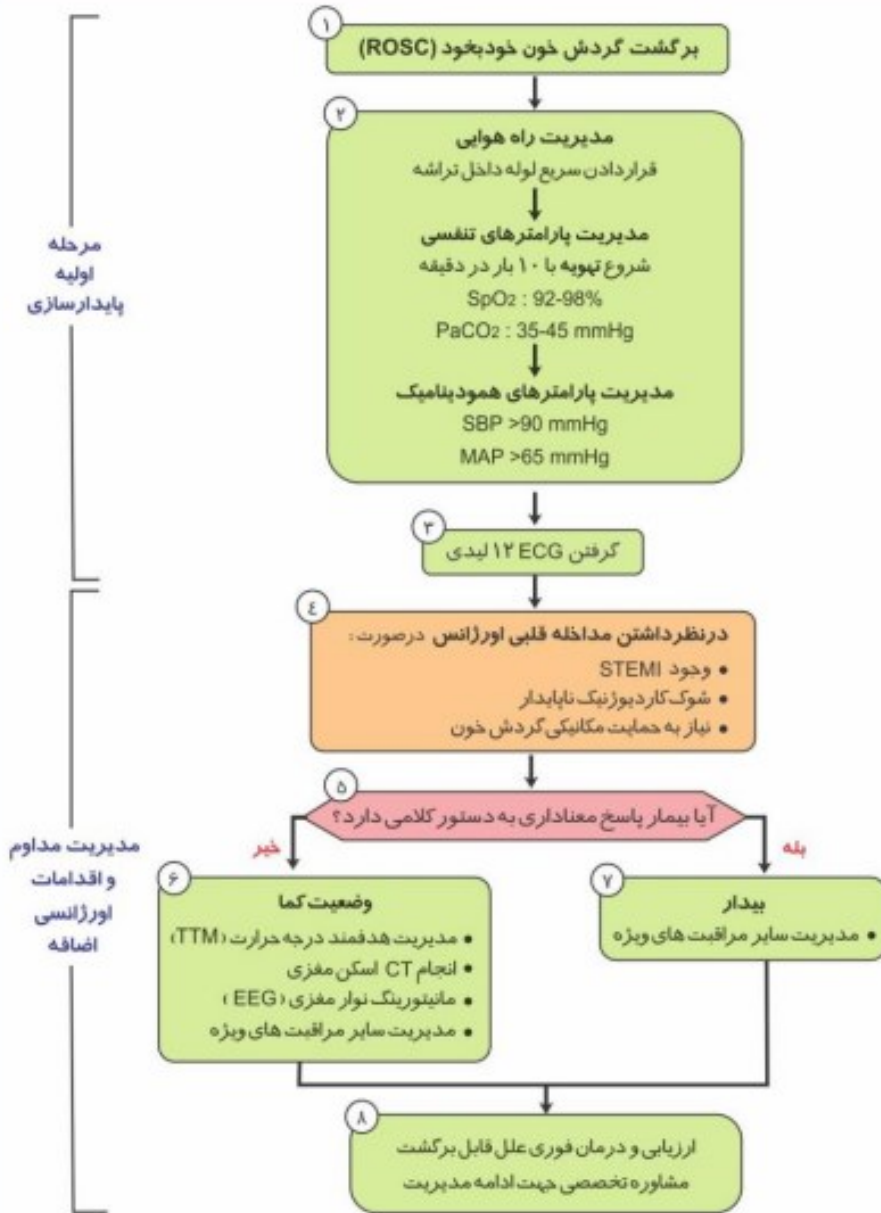 ۱
برگشت گردش خون خودبخود (ROSC)
۲
مدیریت راه هوایی
قراردادن سریع لوله داخل تراشه
مدیریت پارامترهای تنفسی
شروع تهویه با ۱۰ بار در دقیقه
SpO2 : 92-98%
PaCO2 : 35-45 mmHg
مدیریت پارامترهای همودینامیک
SBP >90 mmHg
MAP >65 mmHg
۳
گرفتن ECG ۱۲ لیدی
مرحله
اولیه
پایدارسازی
٤
درنظرداشتن مداخله قلبی اورژانس درصورت:
• وجود STEMI
• شوک کاردیوژنیک ناپایدار
• نیاز به حمایت مکانیکی گردش خون
۵
آیا بیمار پاسخ معناداری به دستور کلامی دارد؟
بله
خیر
۷
بیدار
• مدیریت سایر مراقبت های ویژه
۶
وضعیت کما
• مدیریت هدفمند درجه حرارت (TTM)
• انجام CT اسکن مغزی
• مانیتورینگ نوار مغزی (EEG)
• مدیریت سایر مراقبت های ویژه
۸
ارزیابی و درمان فوری علل قابل برگشت
مشاوره تخصصی جهت ادامه مدیریت
مدیریت مداوم
و اقدامات
اورژانسی
اضافه